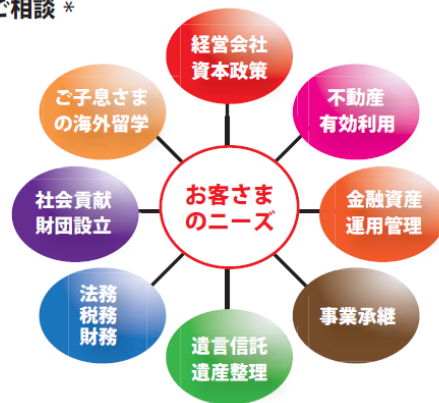 ご相談 *
経営会社
資本政策
ご子息さま
の海外留学
不動産
有効利用
社会貢献
財団設立
お客さま
のニーズ
金融資産
運用管理
法務
税務
財務
事業承継
遺言信託
遺産整理